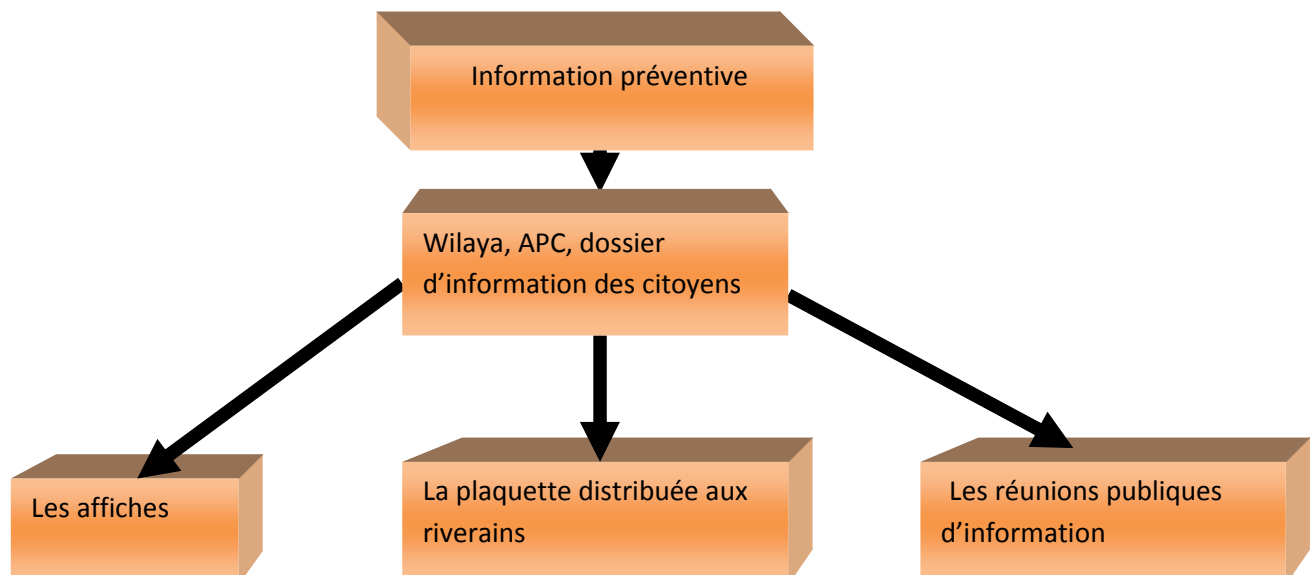 Information préventive
Wilaya, APC, dossier
d’information des citoyens
Les affiches
La plaquette distribuée aux
riverains
Les réunions publiques
d’information